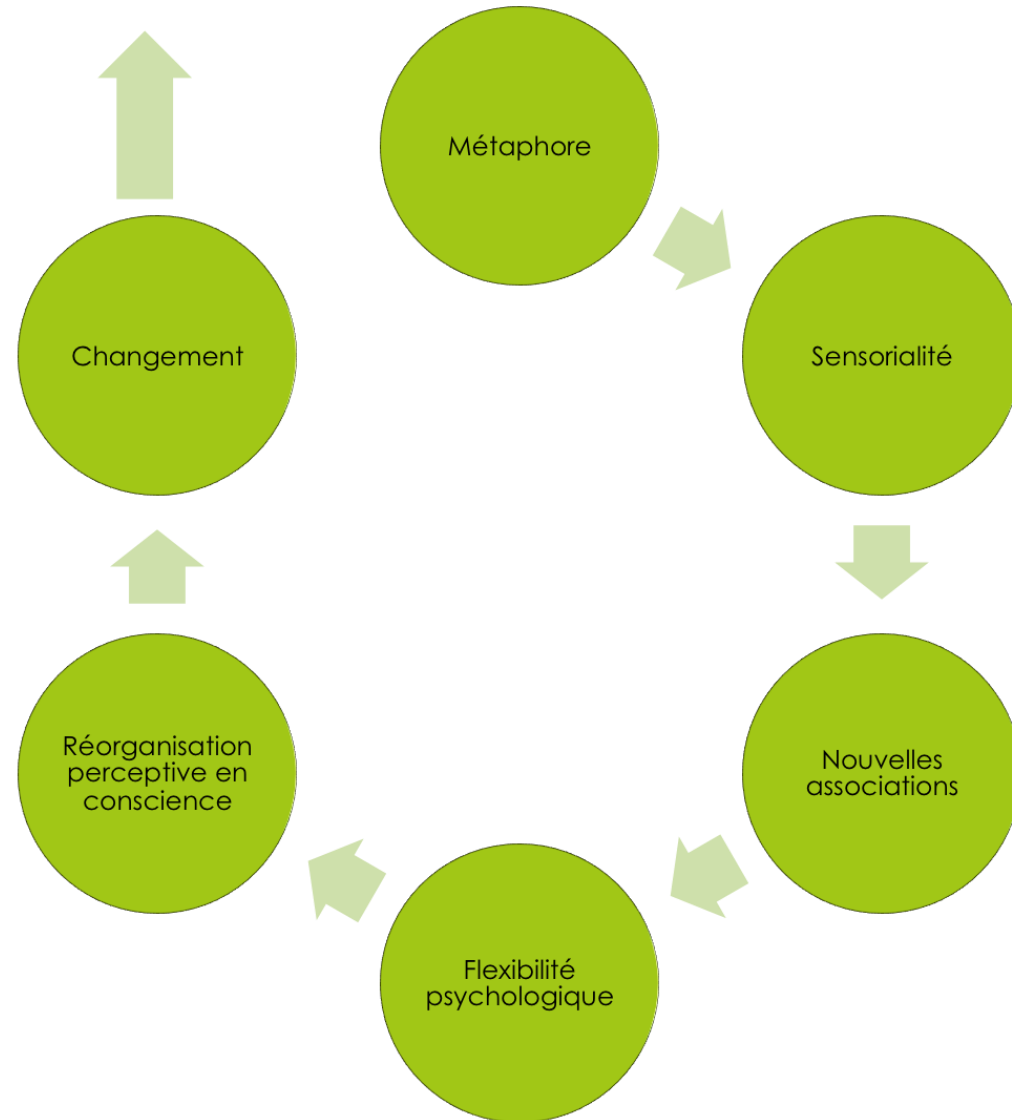 Métaphore
Sensorialité
Nouvelles
associations
Flexibilité
psychologique
Réorganisation
perceptive en
conscience
Changement